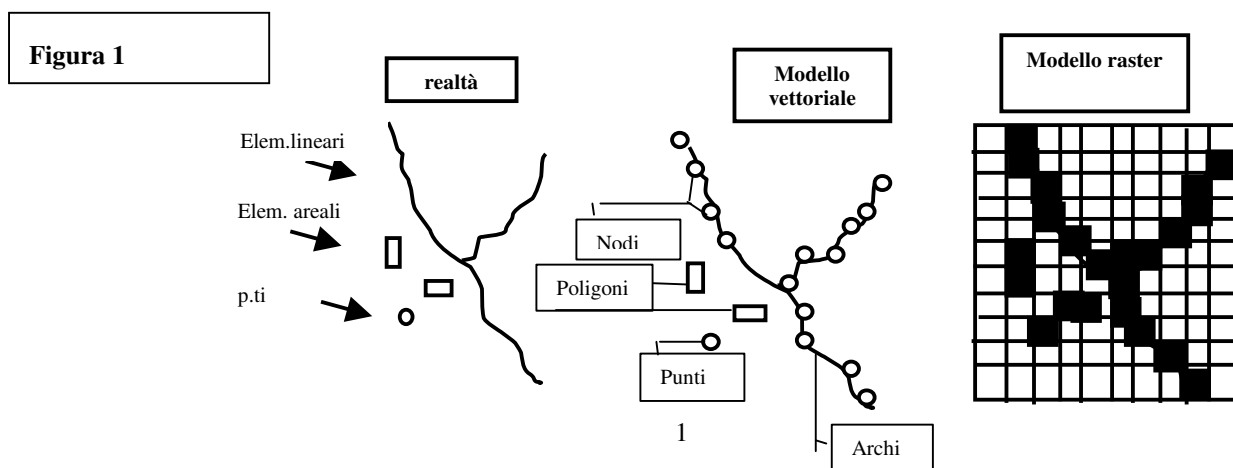 Figura 1
realtà
Modello
vettoriale
Modello raster
Elem.lineari
Elem. areali
p.ti
Nodi
Poligoni
Punti
1
Archi